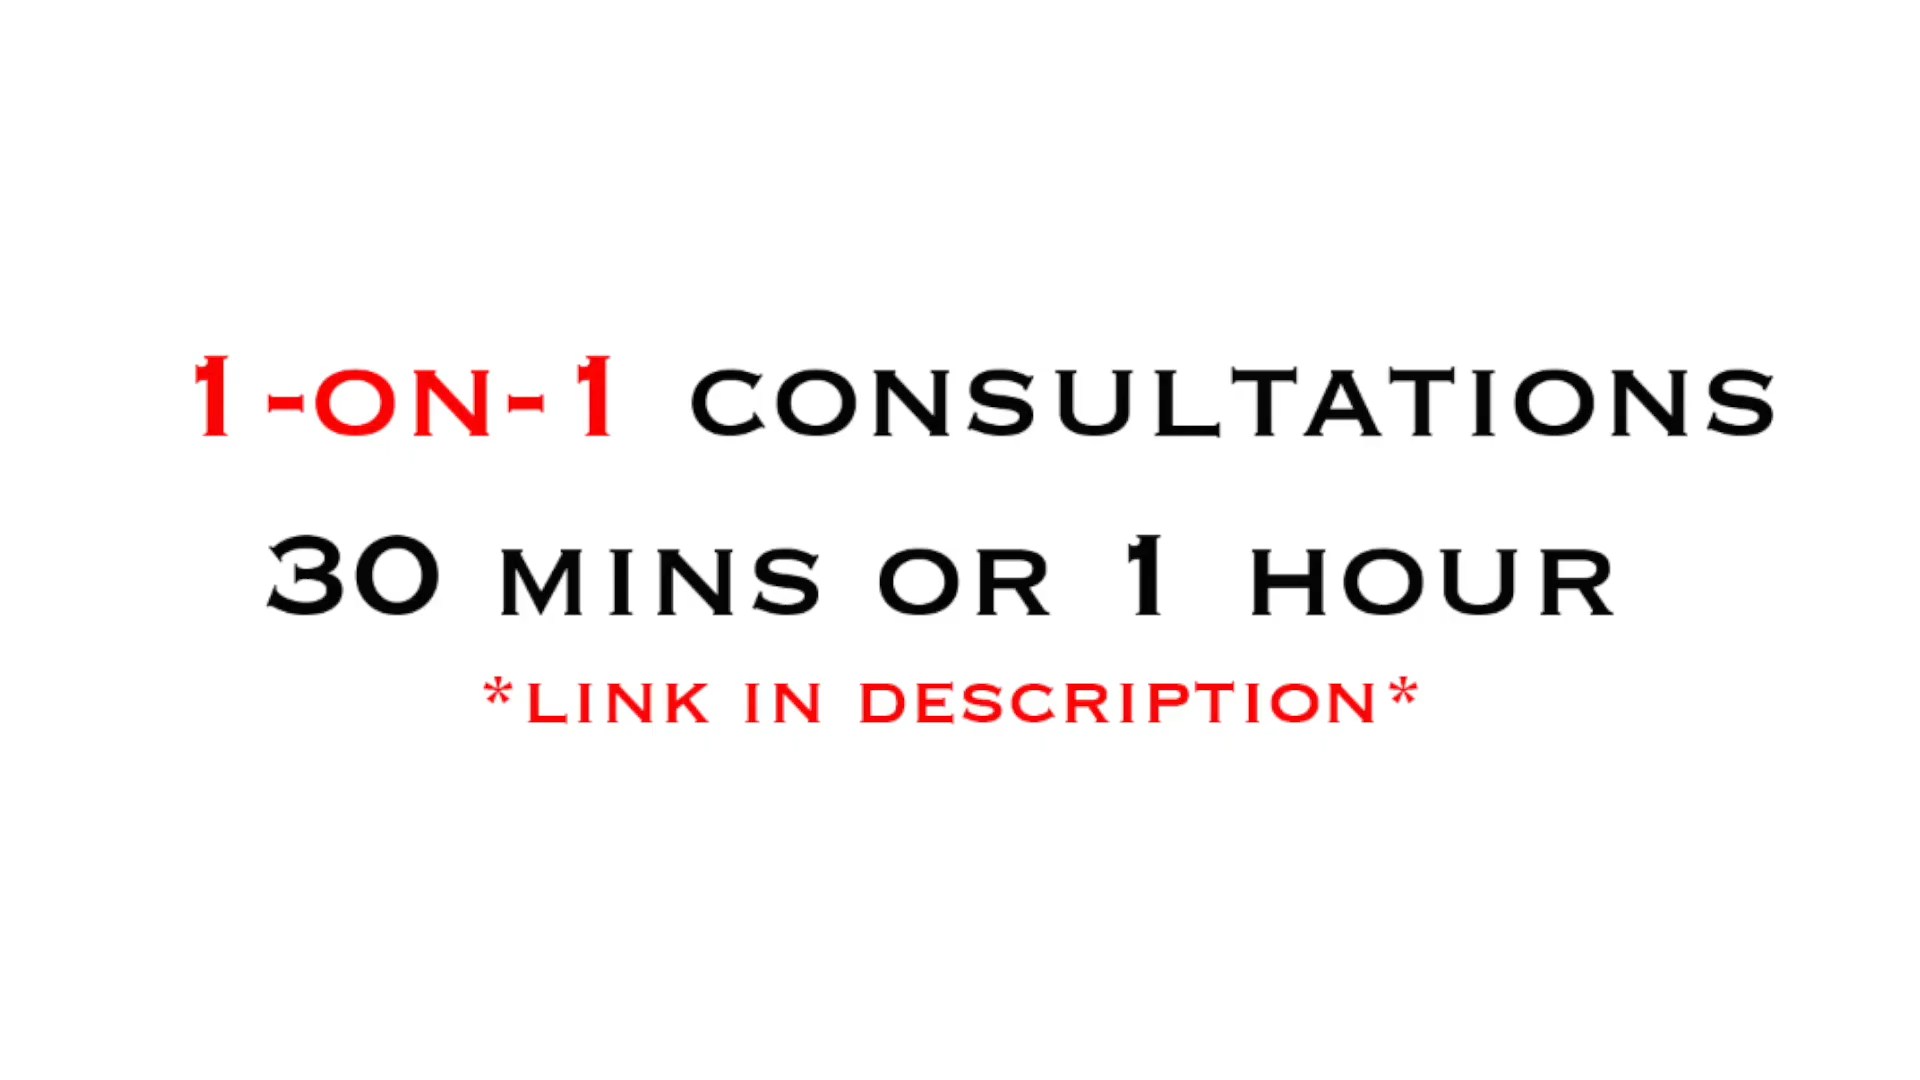 1-ON-1 CONSULTATIONS
30 MINS OR 1 HOUR
*LINK IN DESCRIPTION*